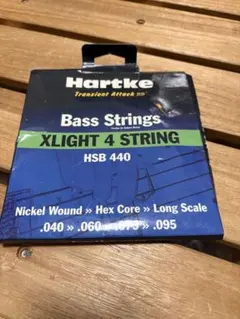 Hartke
Transient Attack
Bass Strings
XLIGHT 4 STRING
HSB 440
Nickel Wound » Hex Core » Long Scale
.040 » .060 » .075 » .095